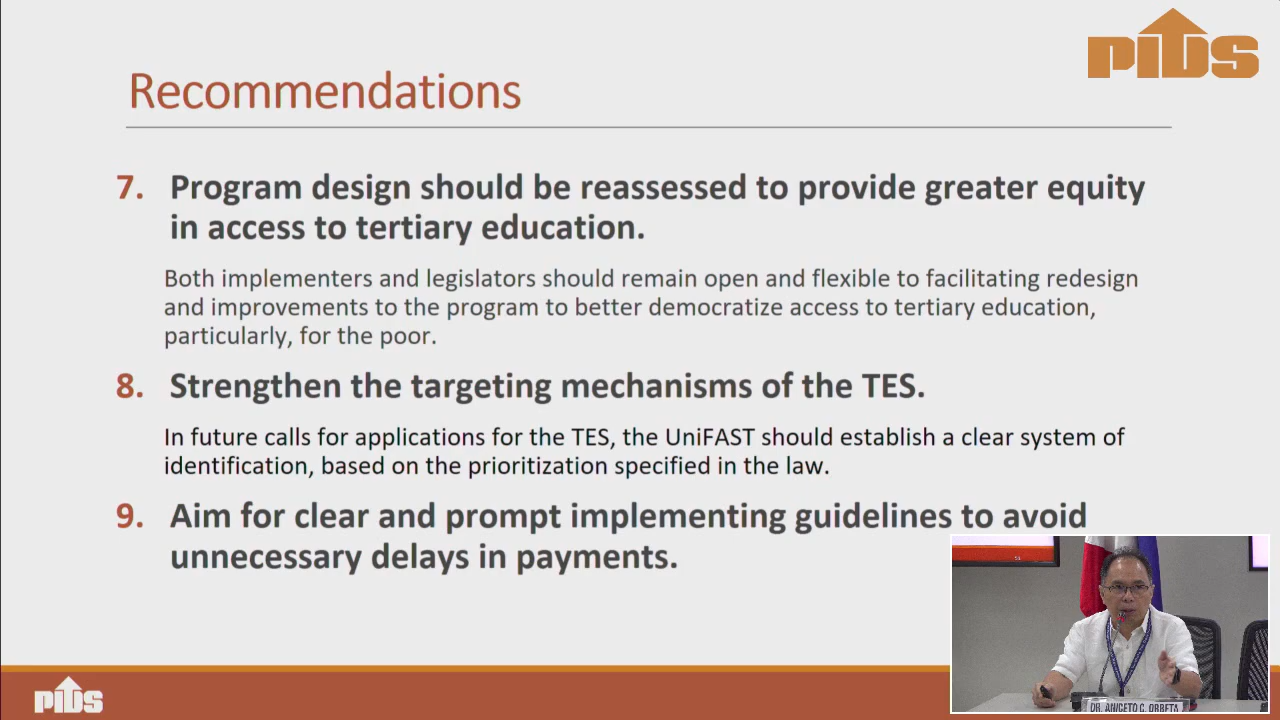 PIDS
Recommendations
7. Program design should be reassessed to provide greater equity
in access to tertiary education.
Both implementers and legislators should remain open and flexible to facilitating redesign
and improvements to the program to better democratize access to tertiary education,
particularly, for the poor.
8. Strengthen the targeting mechanisms of the TES.
In future calls for applications for the TES, the UniFAST should establish a clear system of
identification, based on the prioritization specified in the law.
9. Aim for clear and prompt implementing guidelines to avoid
unnecessary delays in payments.
PIDS
DR. ANICETO C. ORBETA